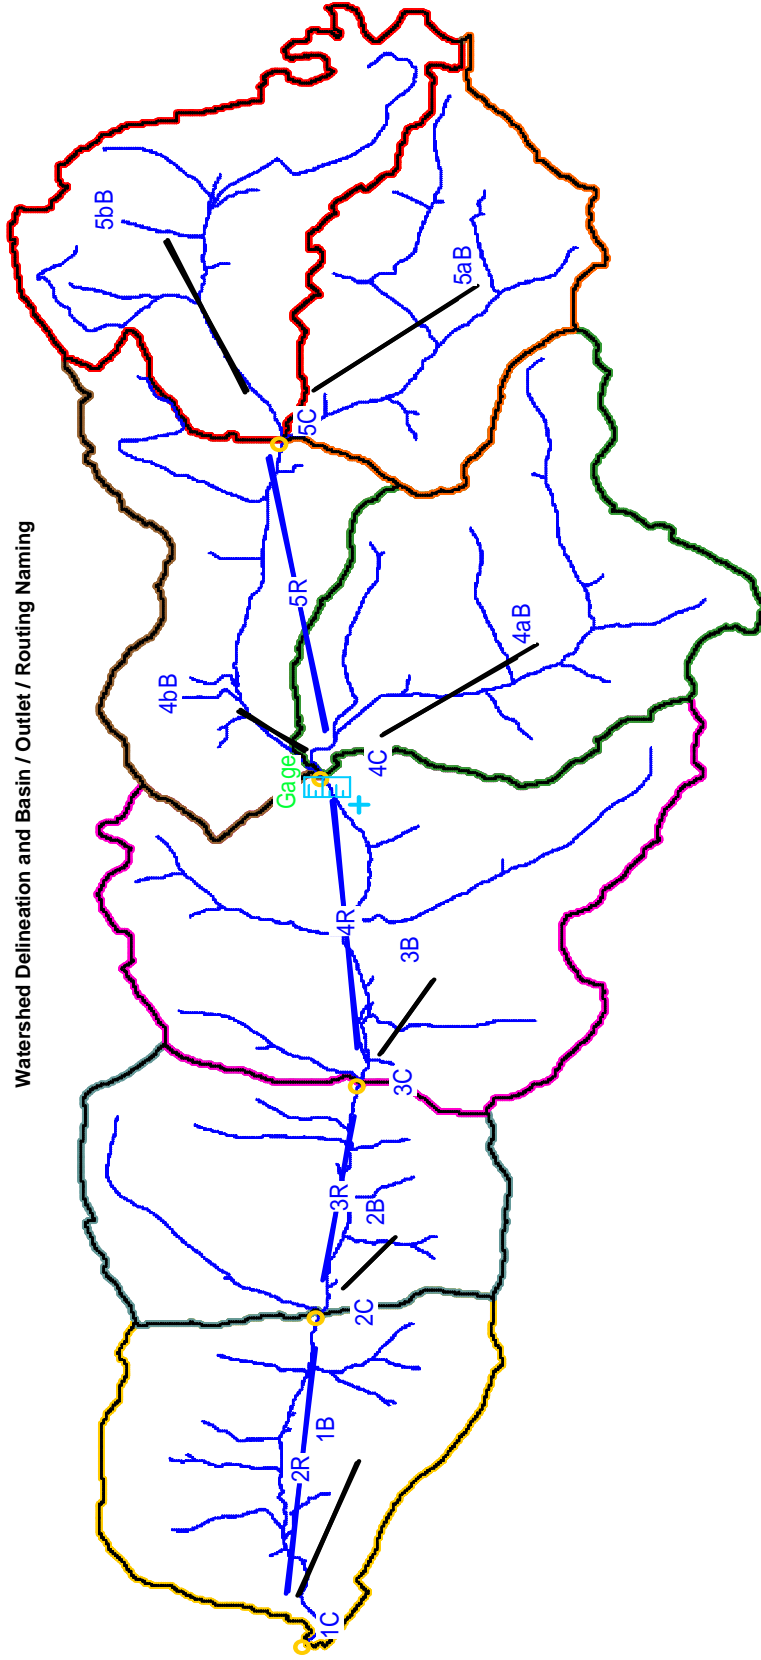 Watershed Delineation and Basin / Outlet / Routing Naming
5bB
5aB
5C
5R
4bB
4aB
4C
Gage
4R
3B
3C
3R
2B
2C
1B
2R
1C